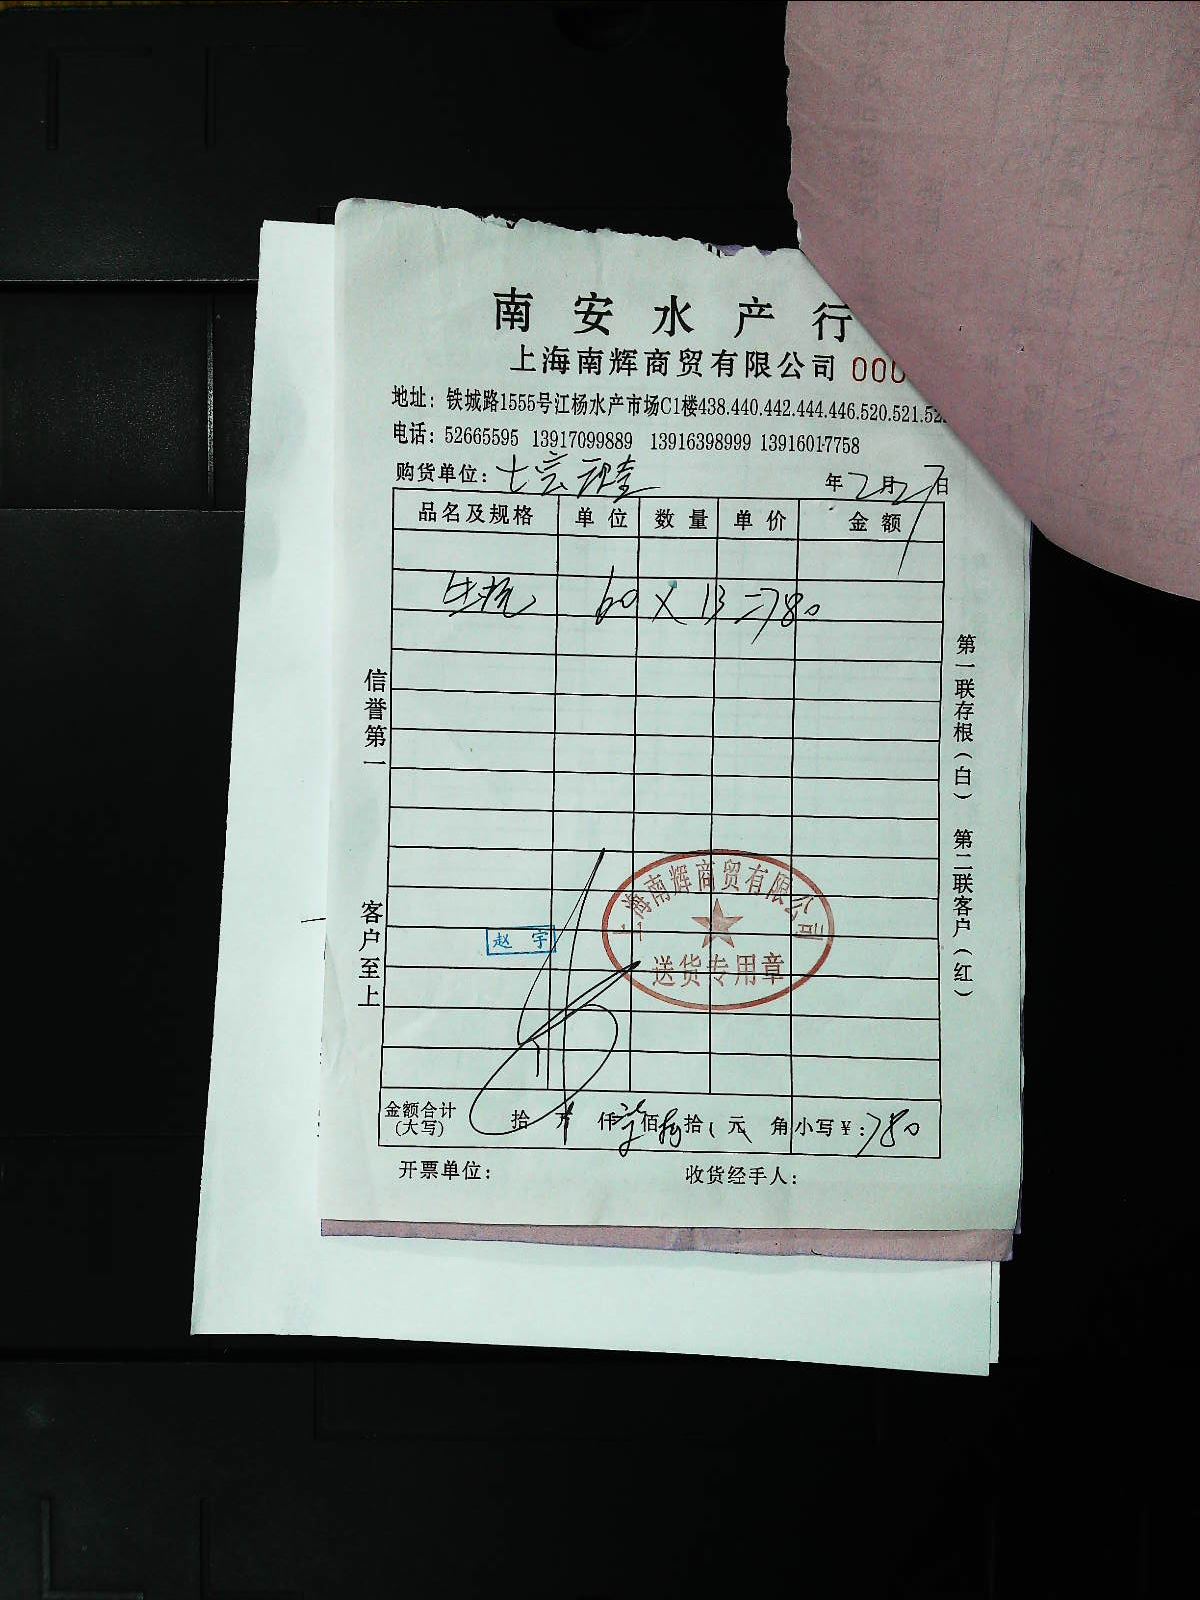 南安水产行
上海南辉商贸有限公司 000
地址：铁城路1555号江杨水产市场C1楼438.440.442.444.446.520.521.52
电话：52665595 13917099889 13916398999 13916017758
购货单位： 年2月27日
品名及规格 单位 数量 单价 金额
60×13=780
信誉第一
客户至上
第一联存根(白) 第二联客户(红)
赵宇
上海南辉商贸有限公司
送货专用章
金额合计(大写) 拾 万 仟 柒佰捌拾 元 角 小写¥：780
开票单位： 收货经手人：